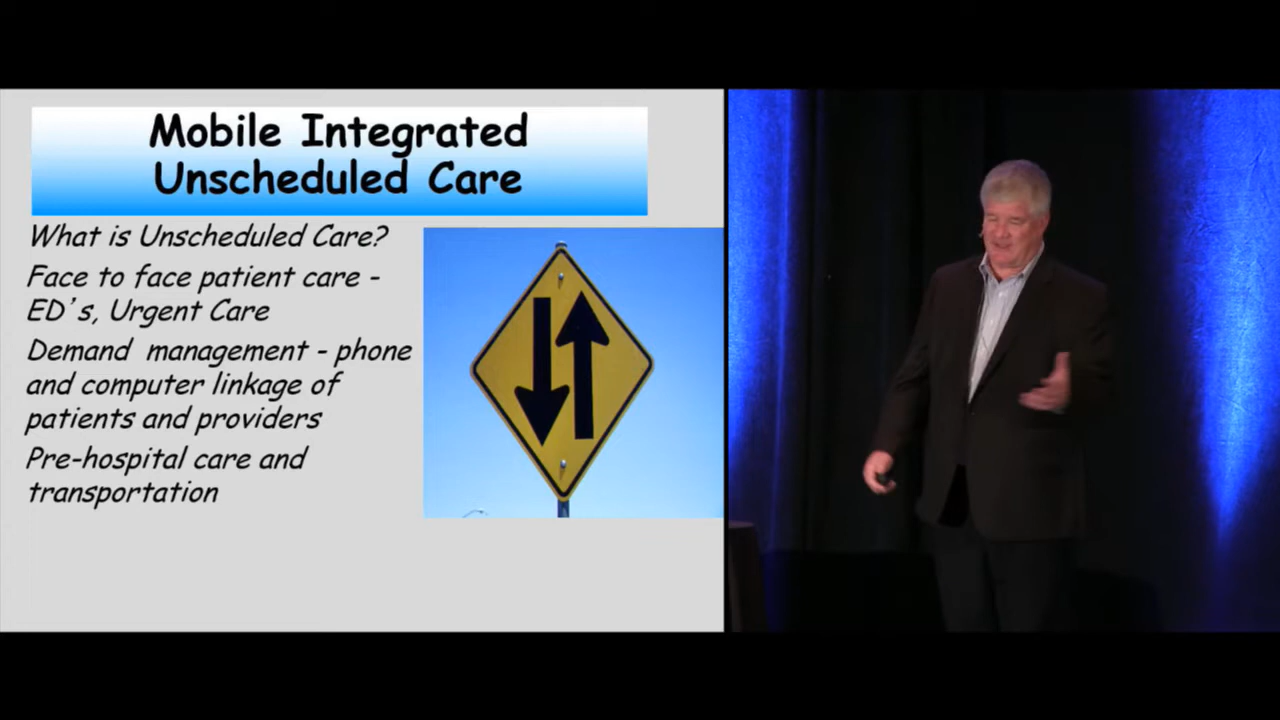 Mobile Integrated
Unscheduled Care
What is Unscheduled Care?
Face to face patient care -
ED's, Urgent Care
Demand management - phone
and computer linkage of
patients and providers
Pre-hospital care and
transportation